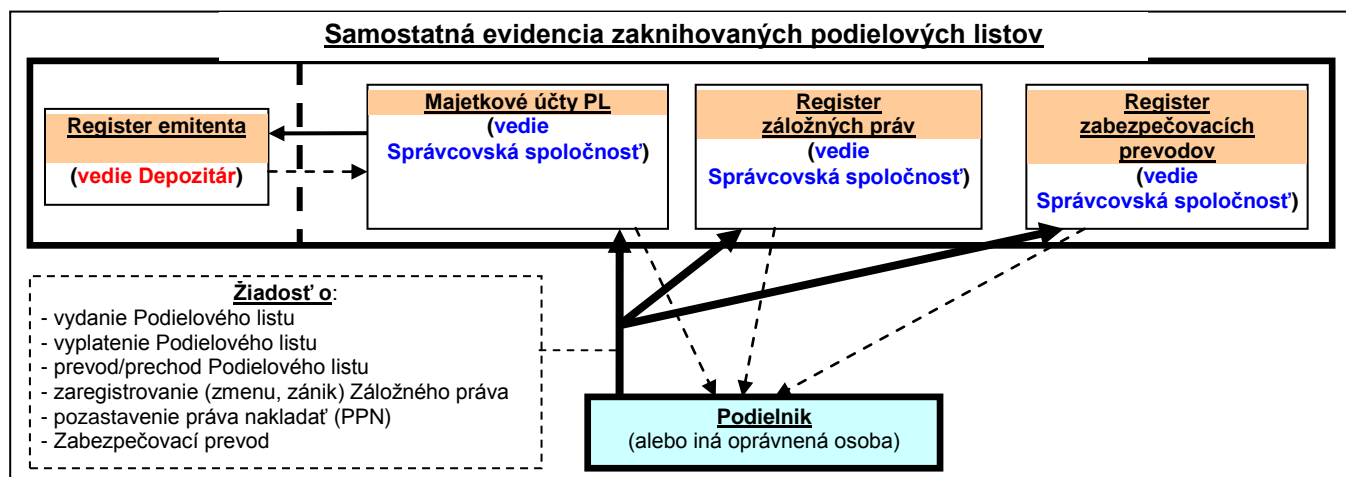 Samostatná evidencia zaknihovaných podielových listov
Register emitenta
(vedie Depozitár)
Majetkové účty PL
(vedie
Správcovská spoločnosť)
Register
záložných práv
(vedie
Správcovská spoločnosť)
Register
zabezpečovacích
prevodov
(vedie
Správcovská spoločnosť)
Žiadosť o:
- vydanie Podielového listu
- vyplatenie Podielového listu
- prevod/prechod Podielového listu
- zaregistrovanie (zmenu, zánik) Záložného práva
- pozastavenie práva nakladať (PPN)
- Zabezpečovací prevod
Podielnik
(alebo iná oprávnená osoba)